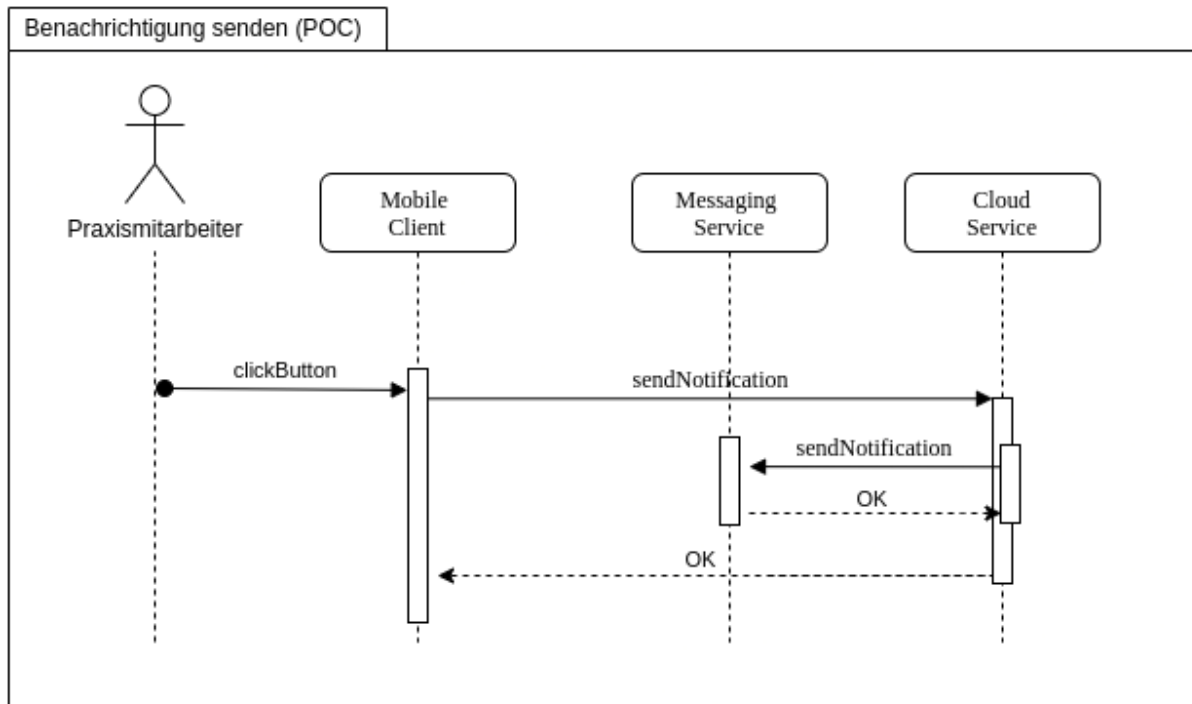 Benachrichtigung senden (POC)
Praxismitarbeiter
Mobile
Client
Messaging
Service
Cloud
Service
clickButton
sendNotification
sendNotification
OK
OK